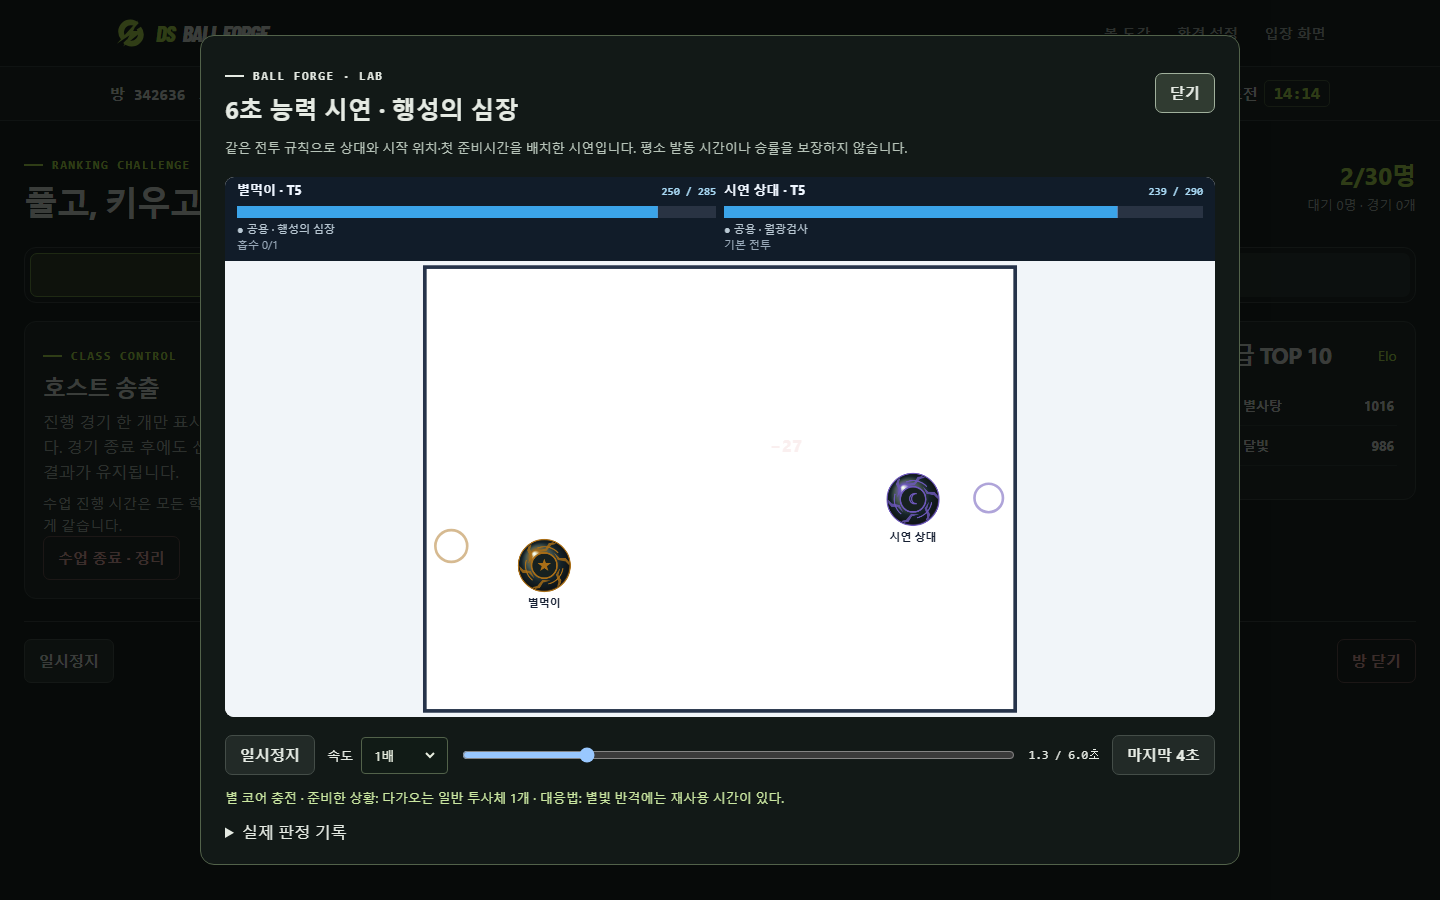 DS BALL FORGE
볼 도감 환경 설정 입장 화면
방 342636
14:14
RANKING CHALLENGE
풀고, 키우고
2/30명
대기 0명 · 경기 0개
CLASS CONTROL
호스트 송출
진행 경기 한 개만 표시
다. 경기 종료 후에도
결과가 유지됩니다.
수업 진행 시간은 모든
게 같습니다.
수업 종료 · 정리
일시정지
급 TOP 10 Elo
별사탕 1016
달빛 986
방 닫기
BALL FORGE · LAB
6초 능력 시연 · 행성의 심장
닫기
같은 전투 규칙으로 상대와 시작 위치·첫 준비시간을 배치한 시연입니다. 평소 발동 시간이나 승률을 보장하지 않습니다.
별먹이 · T5 250 / 285 시연 상대 · T5 239 / 290
● 공용 · 행성의 심장 ● 공용 · 월광검사
흡수 0/1 기본 전투
-27
시연 상대
별먹이
일시정지 속도 1배 1.3 / 6.0초 마지막 4초
별 코어 충전 · 준비한 상황: 다가오는 일반 투사체 1개 · 대응법: 별빛 반격에는 재사용 시간이 있다.
▶ 실제 판정 기록